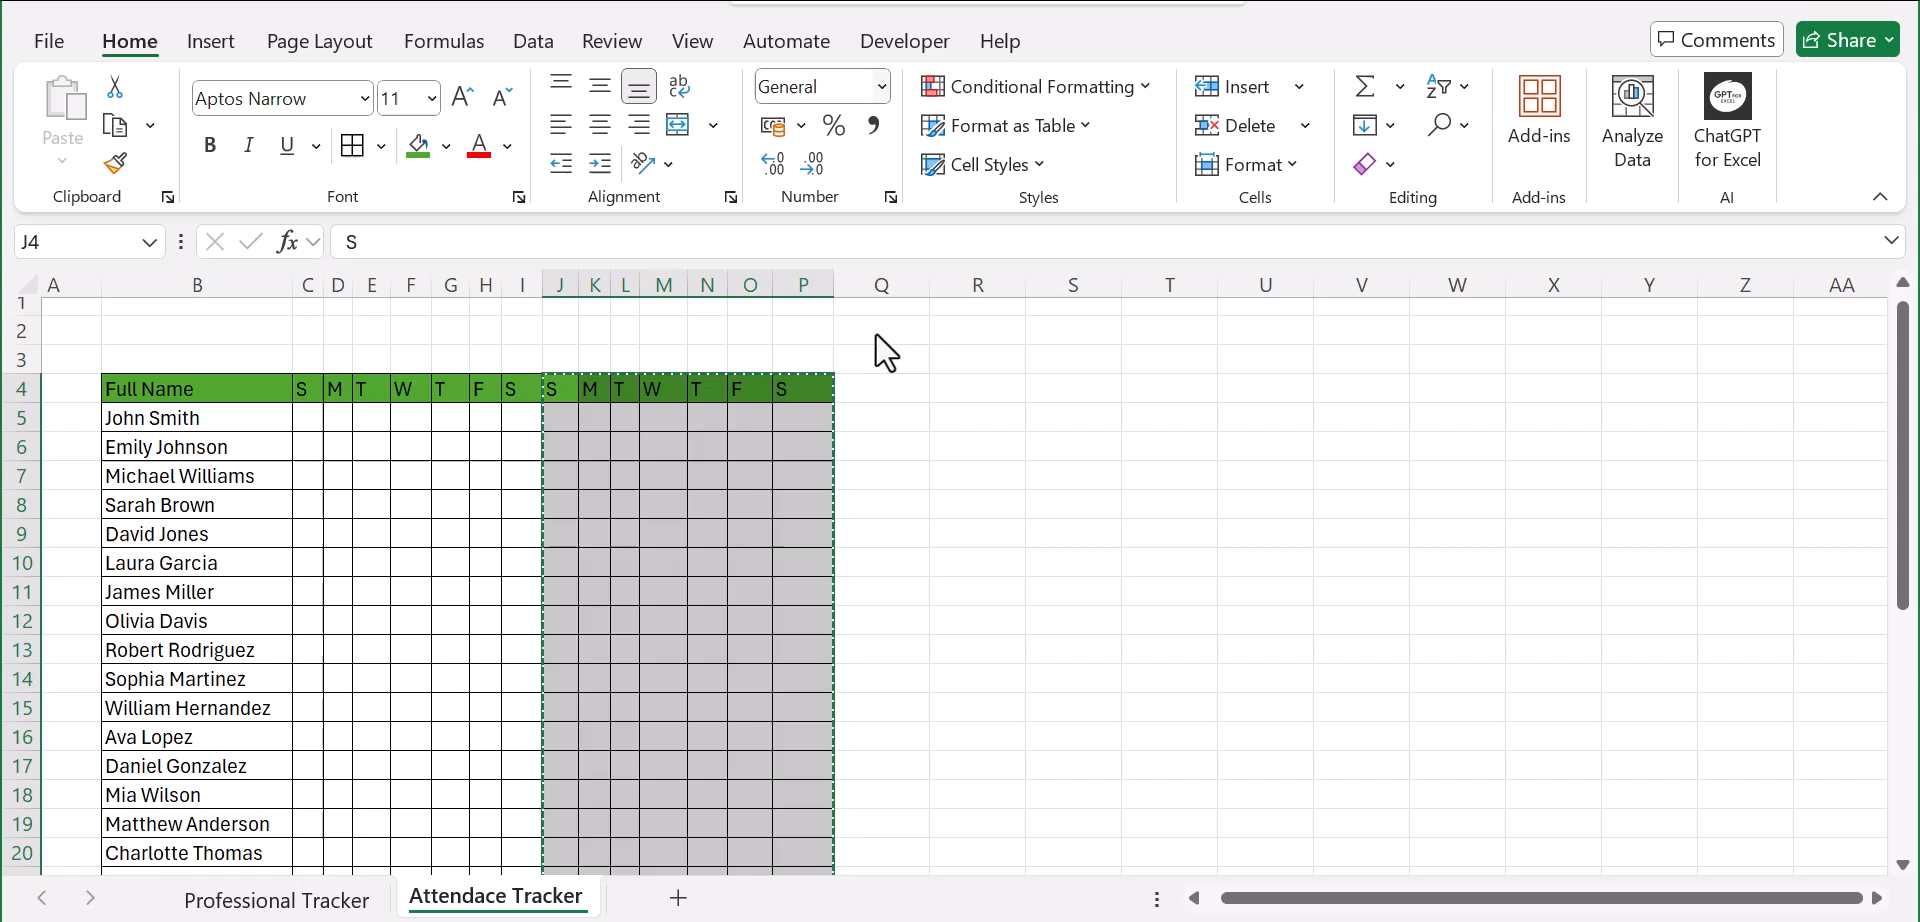 File Home Insert Page Layout Formulas Data Review View Automate Developer Help Comments Share
Aptos Narrow 11 A A ab General Conditional Formatting Insert Σ A
c Z
Paste % Format as Table Delete Add-ins Analyze ChatGPT
B I U A Cell Styles Format Data for Excel
Clipboard Font Alignment Number Styles Cells Editing Add-ins AI
J4 fx S
A B C D E F G H I J K L M N O P Q R S T U V W X Y Z AA
1
2
3
4 Full Name S M T W T F S S M T W T F S
5 John Smith
6 Emily Johnson
7 Michael Williams
8 Sarah Brown
9 David Jones
10 Laura Garcia
11 James Miller
12 Olivia Davis
13 Robert Rodriguez
14 Sophia Martinez
15 William Hernandez
16 Ava Lopez
17 Daniel Gonzalez
18 Mia Wilson
19 Matthew Anderson
20 Charlotte Thomas
Professional Tracker Attendace Tracker +